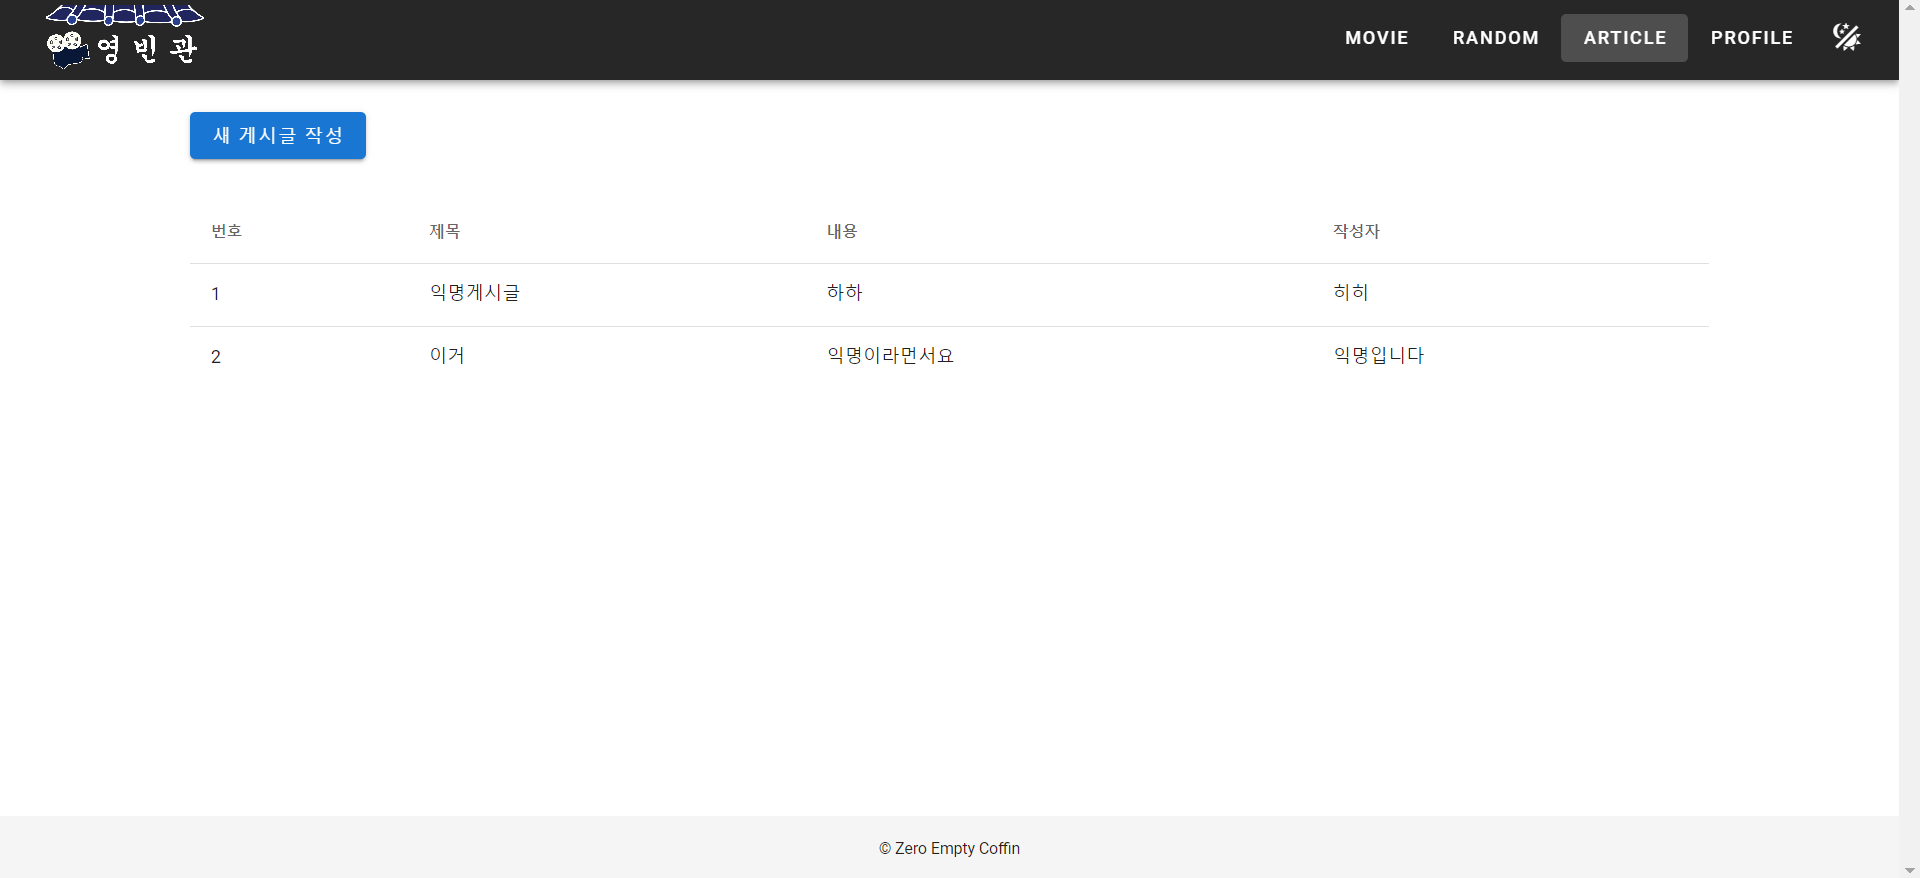 영빈관
MOVIE RANDOM ARTICLE PROFILE
새 게시글 작성
번호 제목 내용 작성자
1 익명게시글 하하 히히
2 이거 익명이라먼서요 익명입니다
© Zero Empty Coffin